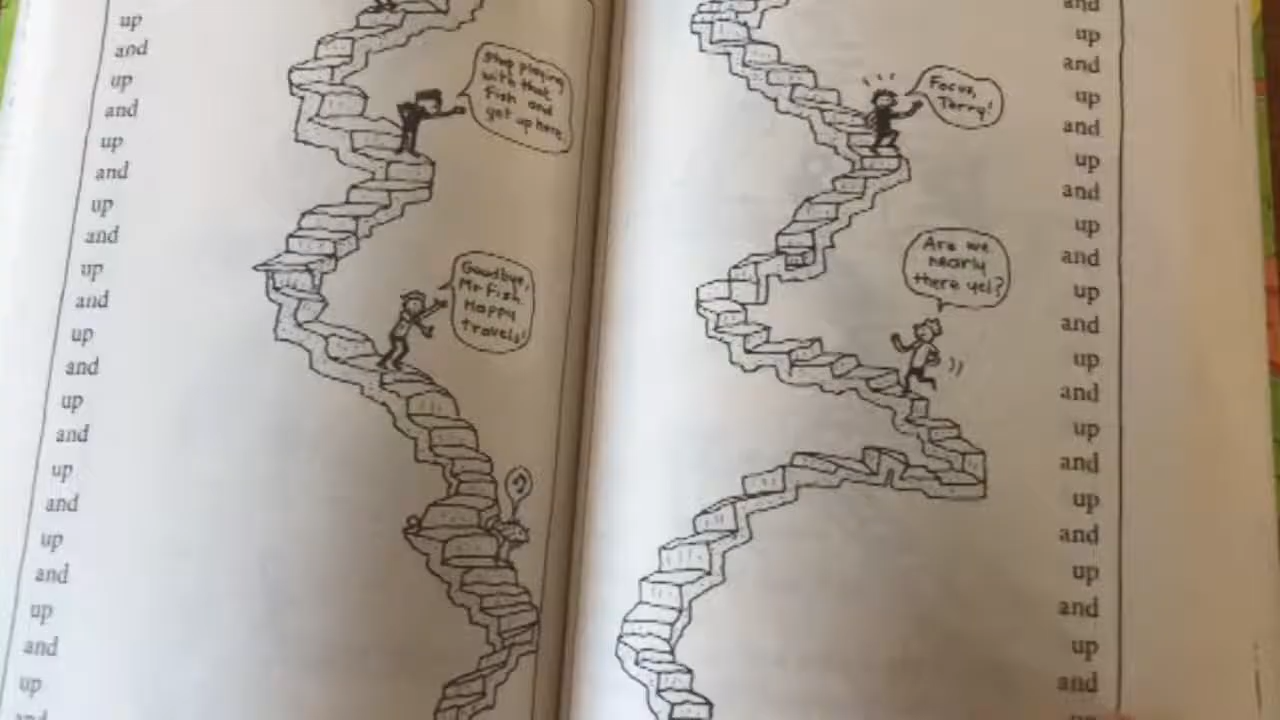 up
and
up
and
up
and
up
and
up
and
up
and
up
and
up
and
up
and
up
and
up
and
Stop playing
with that
fish and
get up here.
Goodbye,
Mr Fish.
Happy
travels!
Focus,
Terry!
Are we
nearly
there yet?
and
up
and
up
and
up
and
up
and
up
and
up
and
up
and
up
and
up
and
up
and